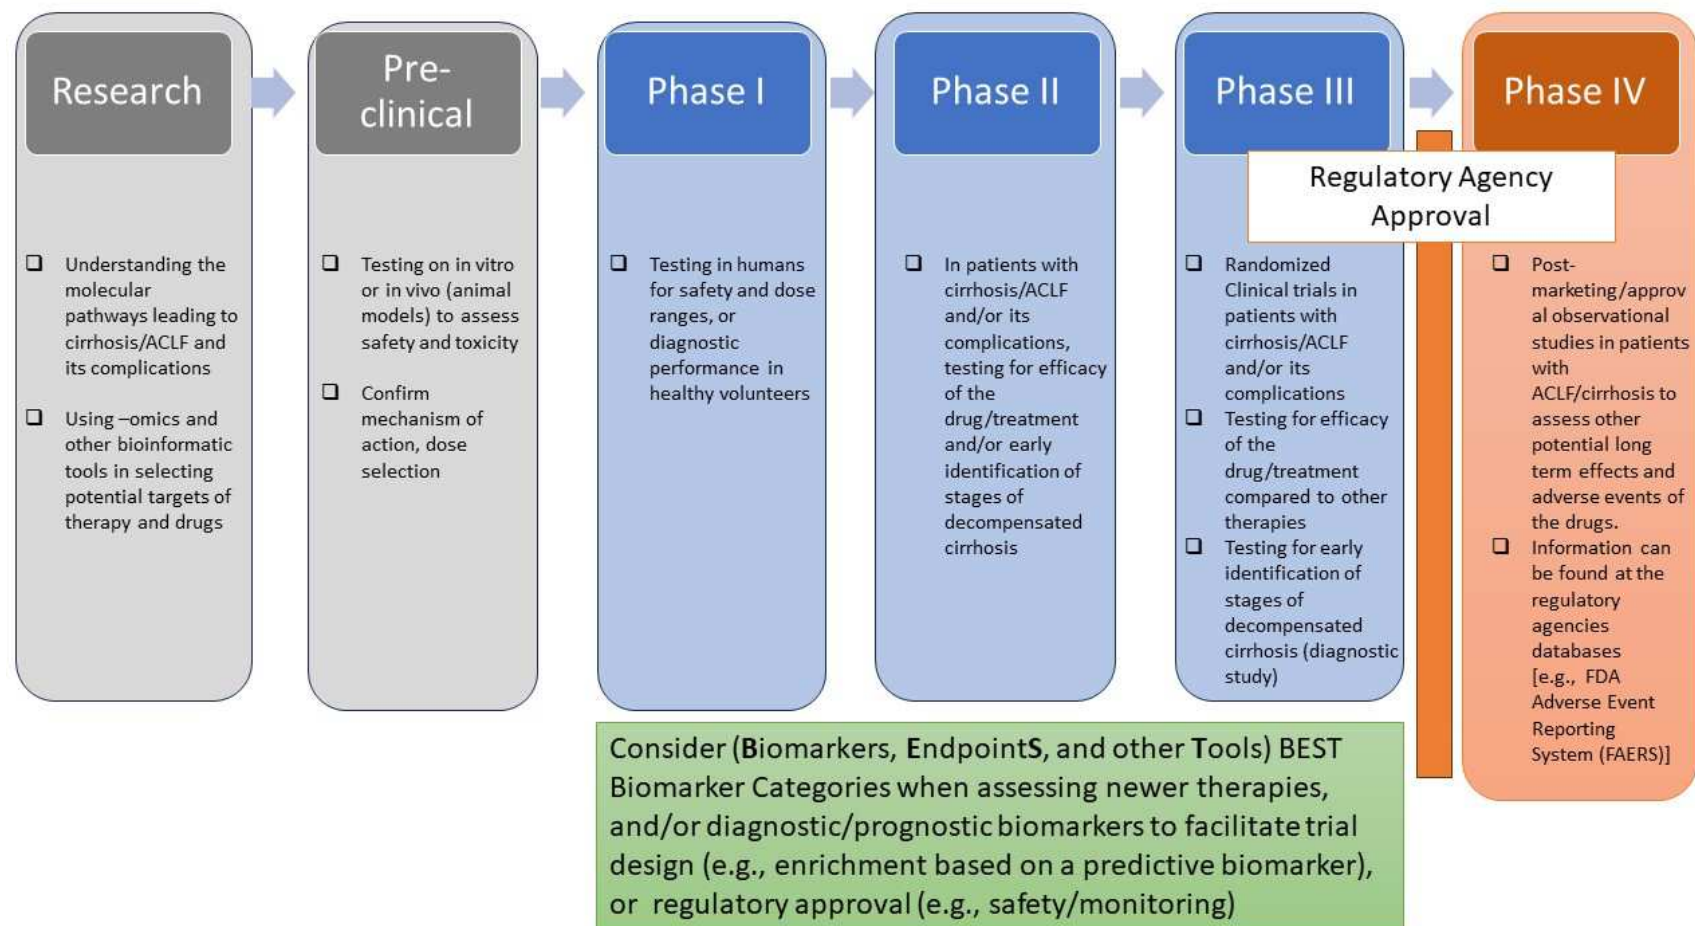 Research
Pre-
clinical
Phase I
Phase II
Phase III
Phase IV
Regulatory Agency
Approval
❑ Understanding the
molecular
pathways leading to
cirrhosis/ACLF and
its complications
❑ Using –omics and
other bioinformatic
tools in selecting
potential targets of
therapy and drugs
❑ Testing on in vitro
or in vivo (animal
models) to assess
safety and toxicity
❑ Confirm
mechanism of
action, dose
selection
❑ Testing in humans
for safety and dose
ranges, or
diagnostic
performance in
healthy volunteers
❑ In patients with
cirrhosis/ACLF
and/or its
complications,
testing for efficacy
of the
drug/treatment
and/or early
identification of
stages of
decompensated
cirrhosis
❑ Randomized
Clinical trials in
patients with
cirrhosis/ACLF
and/or its
complications
❑ Testing for efficacy
of the
drug/treatment
compared to other
therapies
❑ Testing for early
identification of
stages of
decompensated
cirrhosis (diagnostic
study)
❑ Post-
marketing/approv
al observational
studies in patients
with
ACLF/cirrhosis to
assess other
potential long
term effects and
adverse events of
the drugs.
❑ Information can
be found at the
regulatory
agencies
databases
[e.g., FDA
Adverse Event
Reporting
System (FAERS)]
Consider (Biomarkers, EndpointS, and other Tools) BEST
Biomarker Categories when assessing newer therapies,
and/or diagnostic/prognostic biomarkers to facilitate trial
design (e.g., enrichment based on a predictive biomarker),
or regulatory approval (e.g., safety/monitoring)